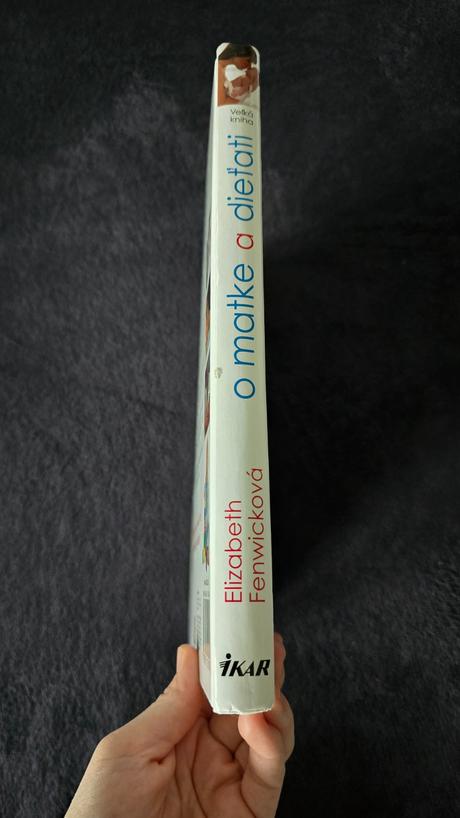 Veľká
kniha
o matke a dieťati
Elizabeth
Fenwicková
IKAR